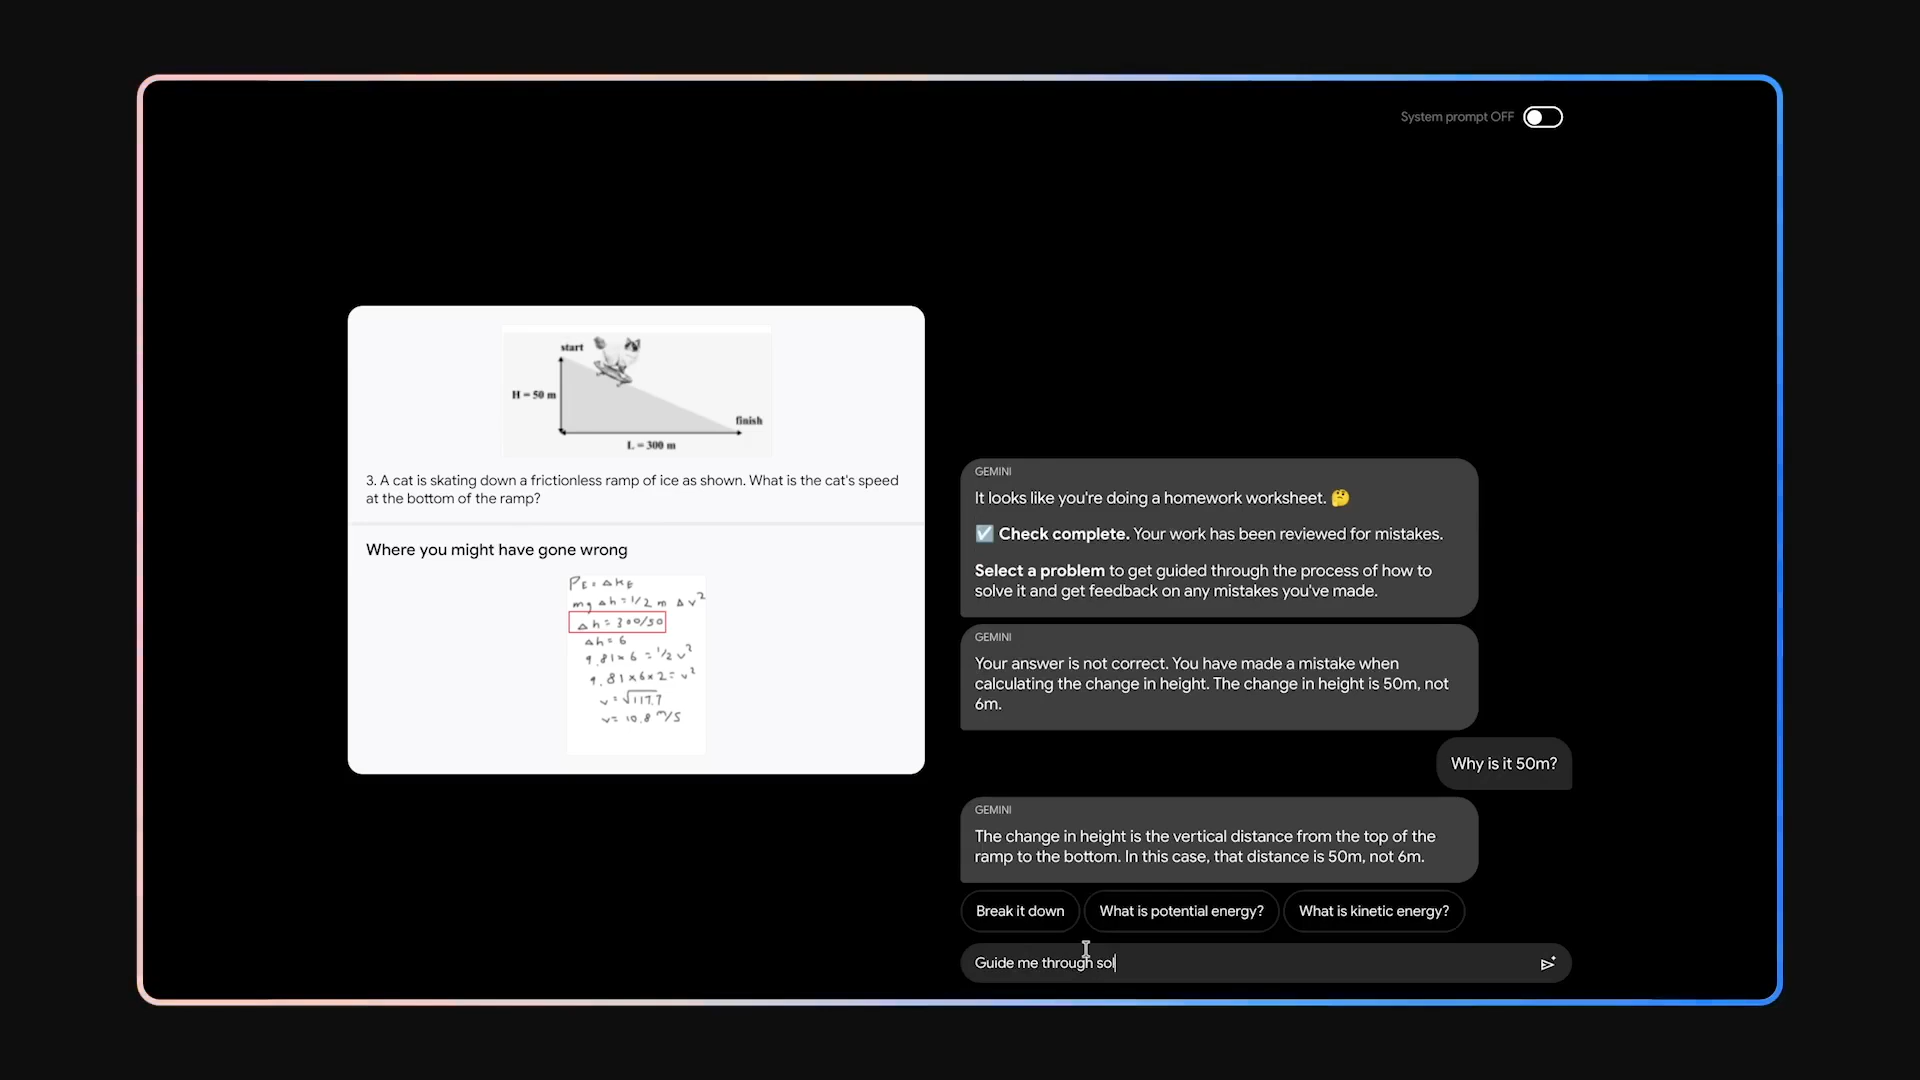 System prompt OFF
start
H = 50 m
finish
L = 300 m
3. A cat is skating down a frictionless ramp of ice as shown. What is the cat's speed
at the bottom of the ramp?
Where you might have gone wrong
PE = ΔKE
mg Δh = 1/2 m Δv²
Δh = 300/50
Δh = 6
9.81×6 = 1/2 v²
9.81×6×2 = v²
v = √117.7
v = 10.8 m/s
GEMINI
It looks like you're doing a homework worksheet. 🤔
☑️ Check complete. Your work has been reviewed for mistakes.
Select a problem to get guided through the process of how to
solve it and get feedback on any mistakes you've made.
GEMINI
Your answer is not correct. You have made a mistake when
calculating the change in height. The change in height is 50m, not
6m.
Why is it 50m?
GEMINI
The change in height is the vertical distance from the top of the
ramp to the bottom. In this case, that distance is 50m, not 6m.
Break it down
What is potential energy?
What is kinetic energy?
Guide me through sol